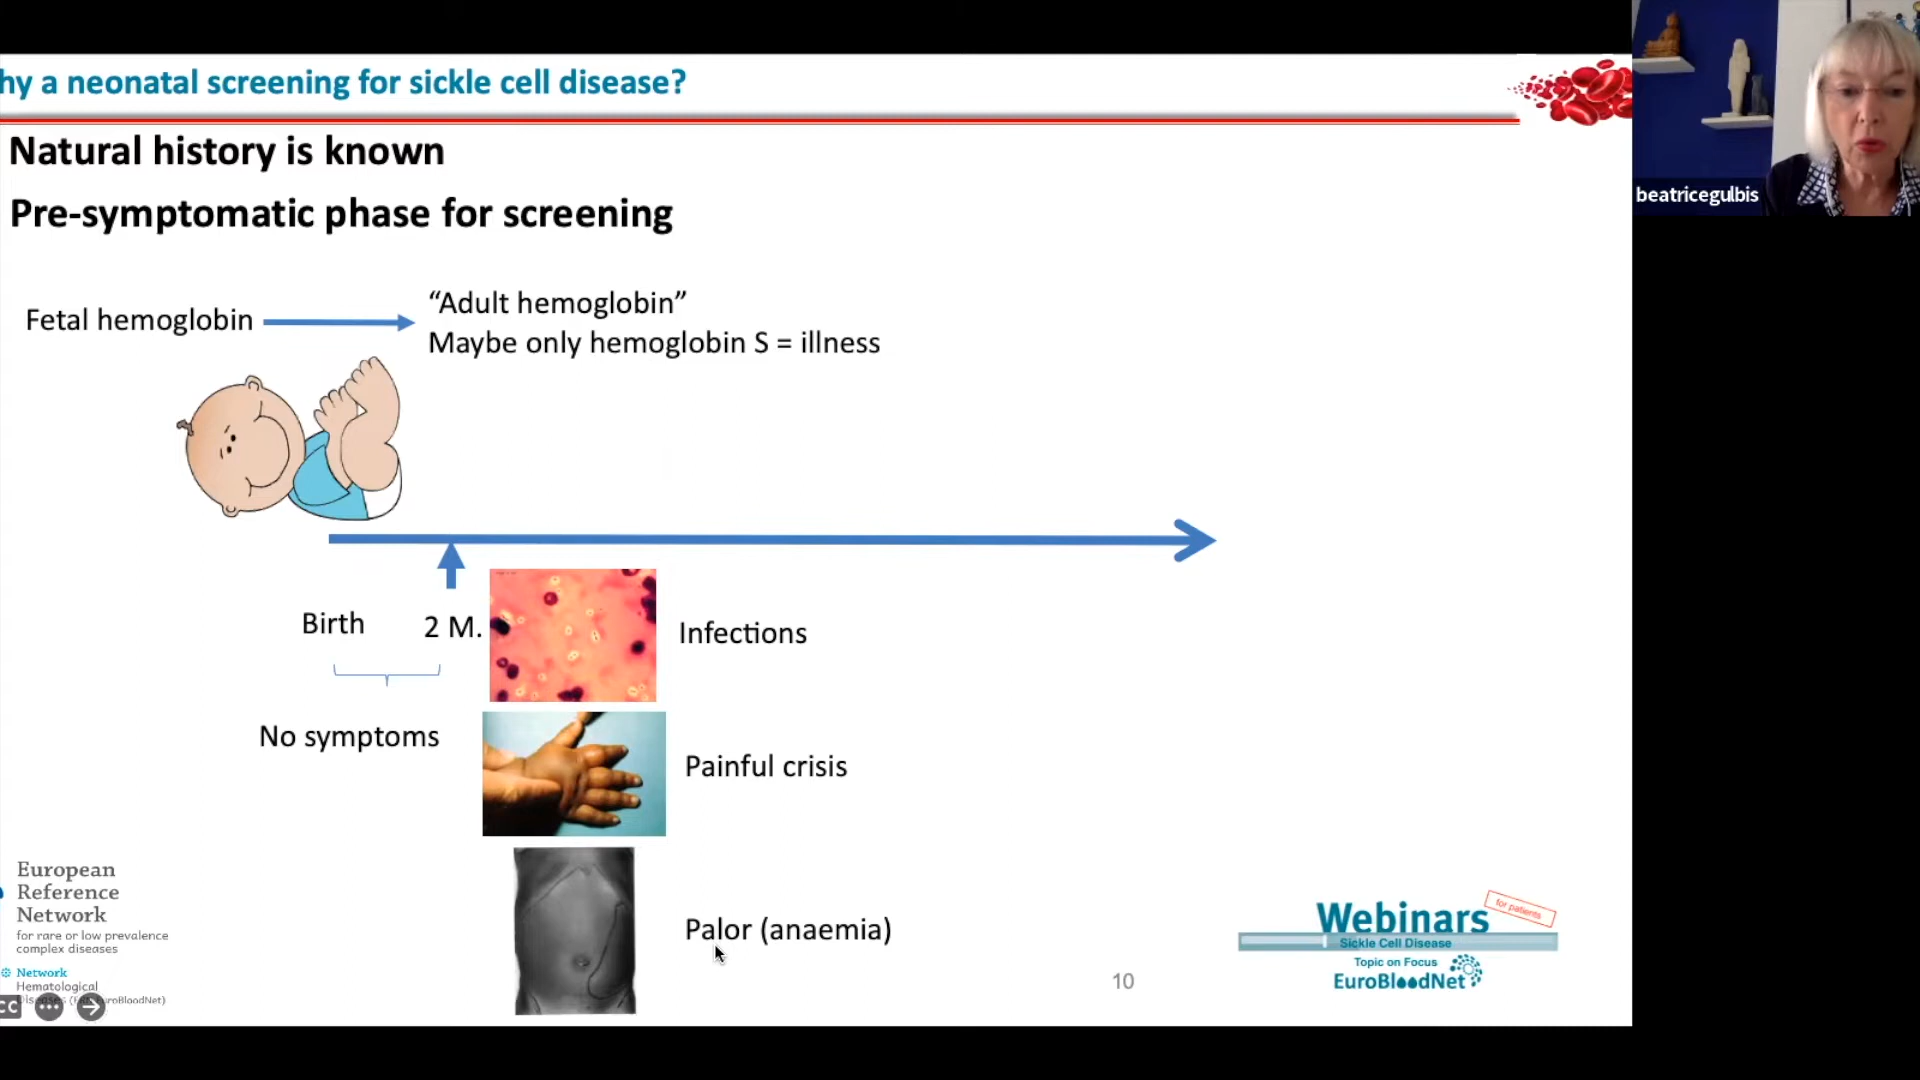 hy a neonatal screening for sickle cell disease?
beatricegulbis
Natural history is known
Pre-symptomatic phase for screening
Fetal hemoglobin
“Adult hemoglobin”
Maybe only hemoglobin S = illness
Birth
2 M.
Infections
No symptoms
Painful crisis
Palor (anaemia)
European
Reference
Network
for rare or low prevalence
complex diseases
Network
Hematological
EuroBloodNet)
Webinars
for patients
Sickle Cell Disease
Topic on Focus
EuroBloodNet
10